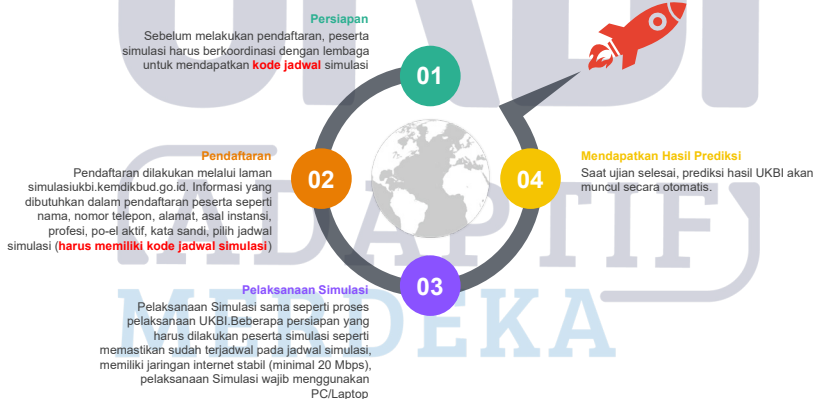 UKBI
Persiapan
Sebelum melakukan pendaftaran, peserta
simulasi harus berkoordinasi dengan lembaga
untuk mendapatkan kode jadwal simulasi
01
Pendaftaran
Pendaftaran dilakukan melalui laman
simulasiukbi.kemdikbud.go.id. Informasi yang
dibutuhkan dalam pendaftaran peserta seperti
nama, nomor telepon, alamat, asal instansi,
profesi, po-el aktif, kata sandi, pilih jadwal
simulasi (harus memiliki kode jadwal simulasi)
02
Mendapatkan Hasil Prediksi
Saat ujian selesai, prediksi hasil UKBI akan
muncul secara otomatis.
04
ADAPTIF
Pelaksanaan Simulasi
Pelaksanaan Simulasi sama seperti proses
pelaksanaan UKBI.Beberapa persiapan yang
harus dilakukan peserta simulasi seperti
memastikan sudah terjadwal pada jadwal simulasi,
memiliki jaringan internet stabil (minimal 20 Mbps),
pelaksanaan Simulasi wajib menggunakan
PC/Laptop
03
MERDEKA